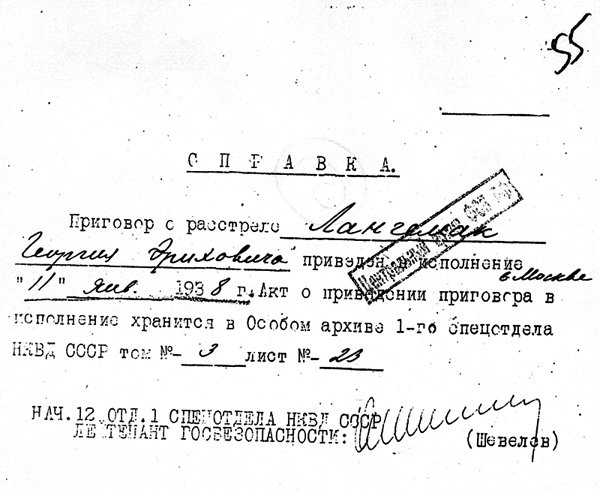 55
СПРАВКА.
Приговор о расстреле Лангемак
Георгия Эриховича приведен в исполнение
в Москве
"11" янв. 1938 г. Акт о приведении приговора в
исполнение хранится в Особом архиве 1-го спецотдела
НКВД СССР том №- 3 лист №- 23
НАЧ. 12 ОТД. 1 СПЕЦОТДЕЛА НКВД СССР
ЛЕЙТЕНАНТ ГОСБЕЗОПАСНОСТИ:
(Шевелов)
Центральный архив ФСБ РФ